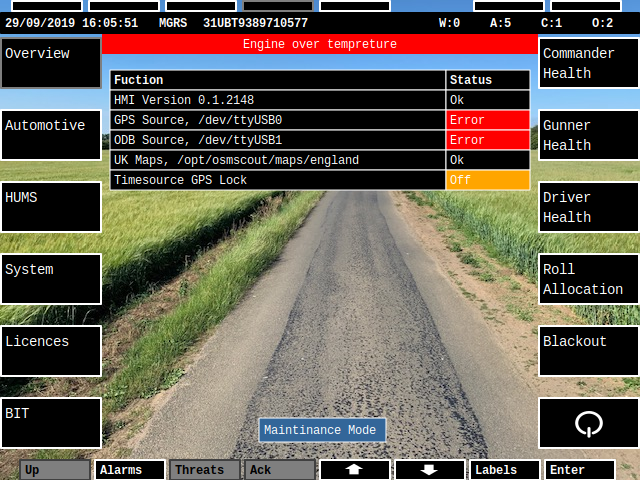 29/09/2019 16:05:51 MGRS 31UBT9389710577 W:0 A:5 C:1 O:2
Engine over tempreture
Overview
Automotive
HUMS
System
Licences
BIT
Fuction Status
HMI Version 0.1.2148 Ok
GPS Source, /dev/ttyUSB0 Error
ODB Source, /dev/ttyUSB1 Error
UK Maps, /opt/osmscout/maps/england Ok
Timesource GPS Lock Off
Commander
Health
Gunner
Health
Driver
Health
Roll
Allocation
Blackout
Maintinance Mode
Up Alarms Threats Ack Labels Enter